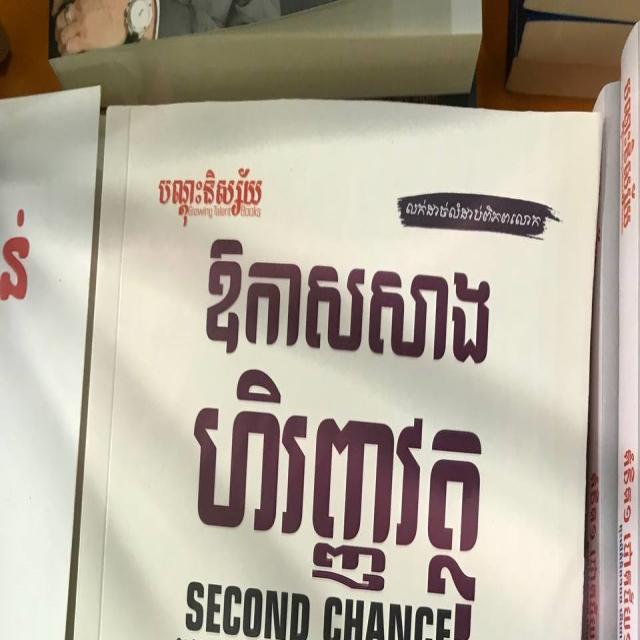 បណ្ដុះនិស្ស័យ
Growing Talent Books
លក់ដាច់លំដាប់ពិភពលោក
ឱកាសសាង
ហិរញ្ញវត្ថុ
SECOND CHANCE